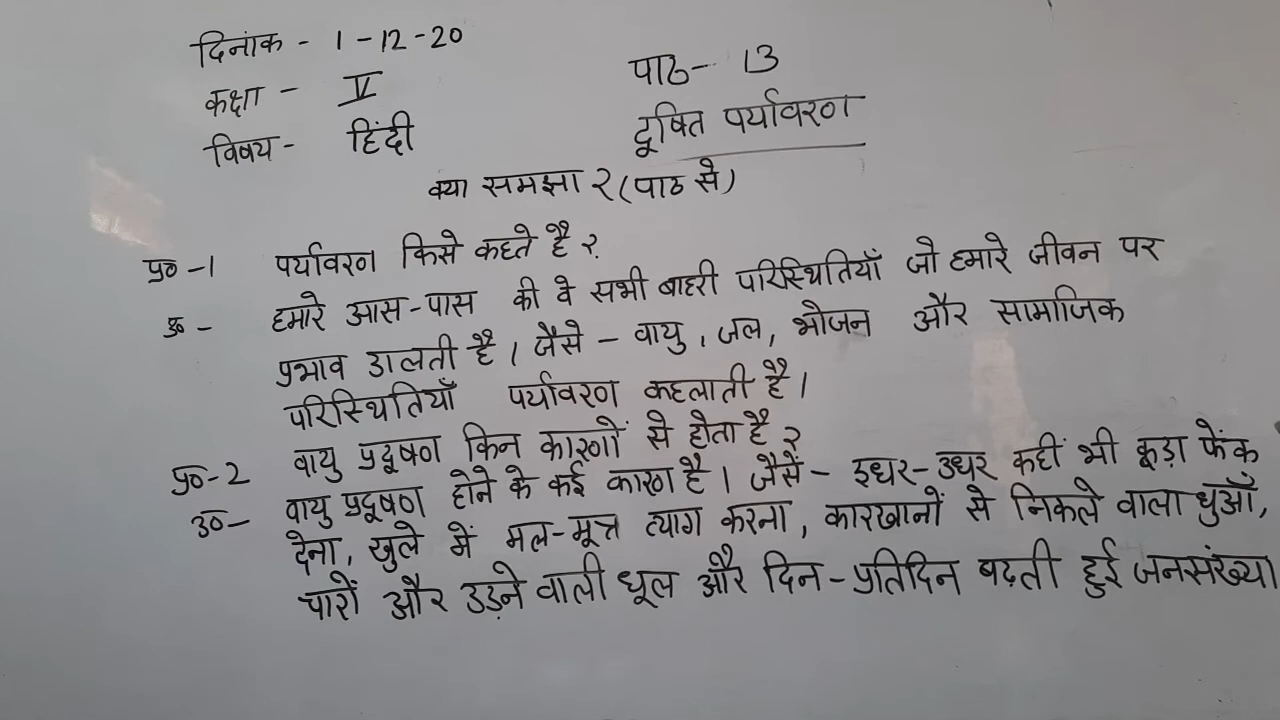 दिनांक - 1-12-20
पाठ- 13
कक्षा - V
दूषित पर्यावरण
विषय- हिंदी
क्या समझा ? (पाठ से)
प्र०-1 पर्यावरण किसे कहते है ?
उ०- हमारे आस-पास की वे सभी बाहरी परिस्थितियाँ जो हमारे जीवन पर
प्रभाव डालती है । जैसे - वायु , जल, भोजन और सामाजिक
परिस्थितियाँ पर्यावरण कहलाती है ।
प्र०-2 वायु प्रदूषण किन कारणों से होता है ?
उ०- वायु प्रदूषण होने के कई कारण है । जैसे - इधर-उधर कहीं भी कूड़ा फेंक
देना, खुले में मल-मूत्र त्याग करना, कारखानों से निकले वाला धुआँ,
चारों और उड़ने वाली धूल और दिन-प्रतिदिन बढ़ती हुई जनसंख्या